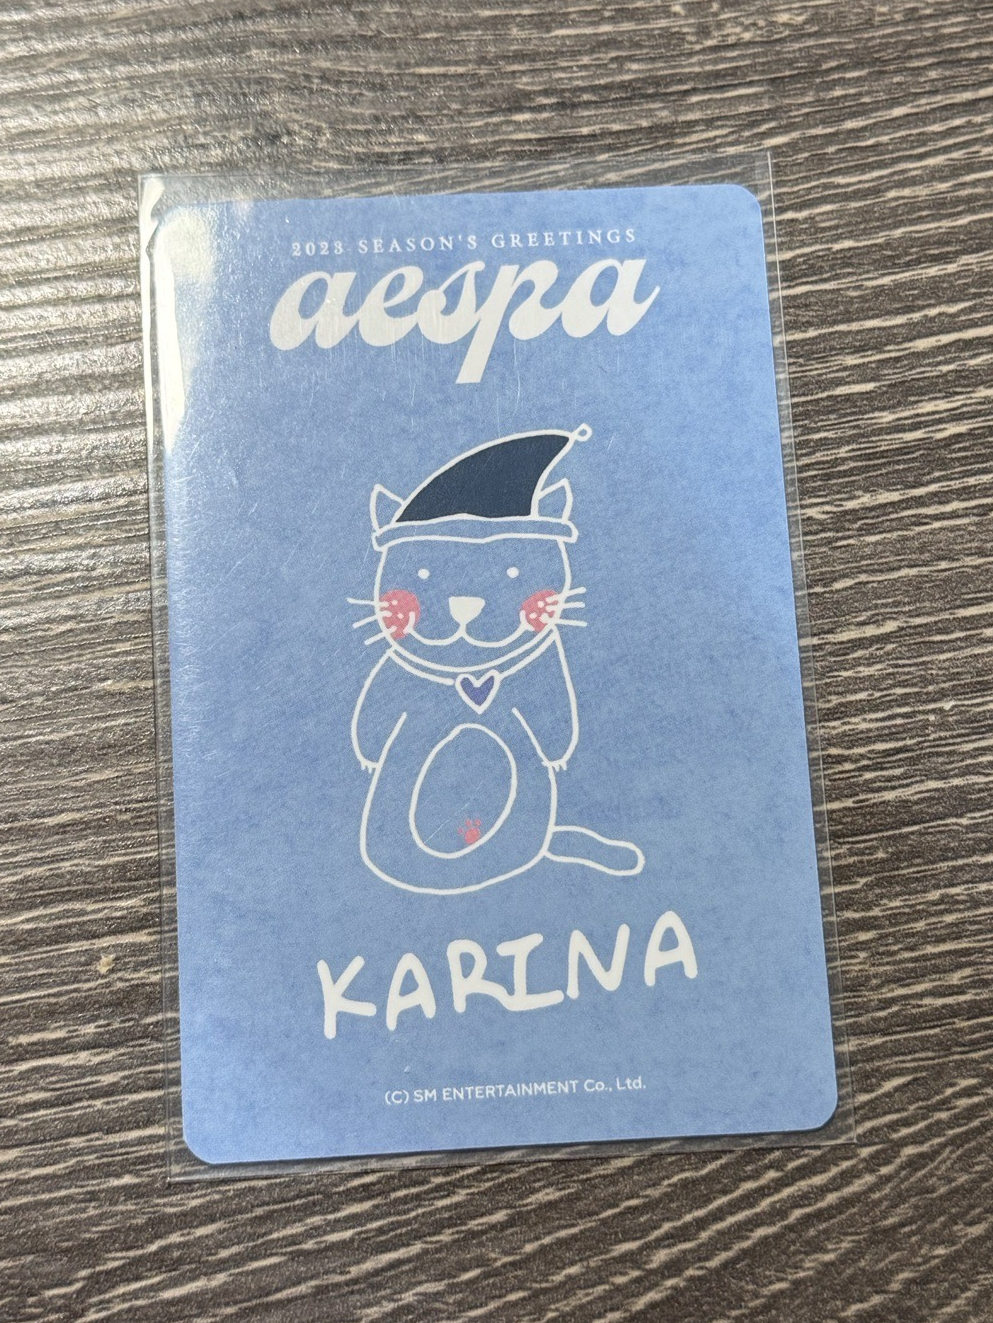 2023 SEASON'S GREETINGS
aespa
KARINA
(C) SM ENTERTAINMENT Co., Ltd.